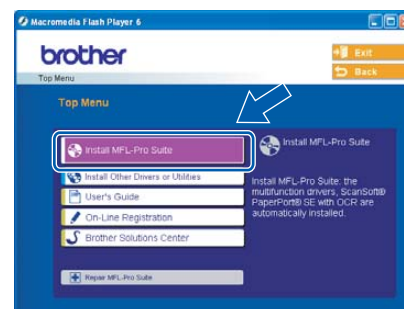 Macromedia Flash Player 6
brother
Exit
Back
Top Menu
Top Menu
Install MFL-Pro Suite
Install Other Drivers or Utilities
User's Guide
On-Line Registration
Brother Solutions Center
Repair MFL-Pro Suite
Install MFL-Pro Suite
Install MFL-Pro Suite: the
multifunction drivers, ScanSoft®
PaperPort® SE with OCR are
automatically installed.